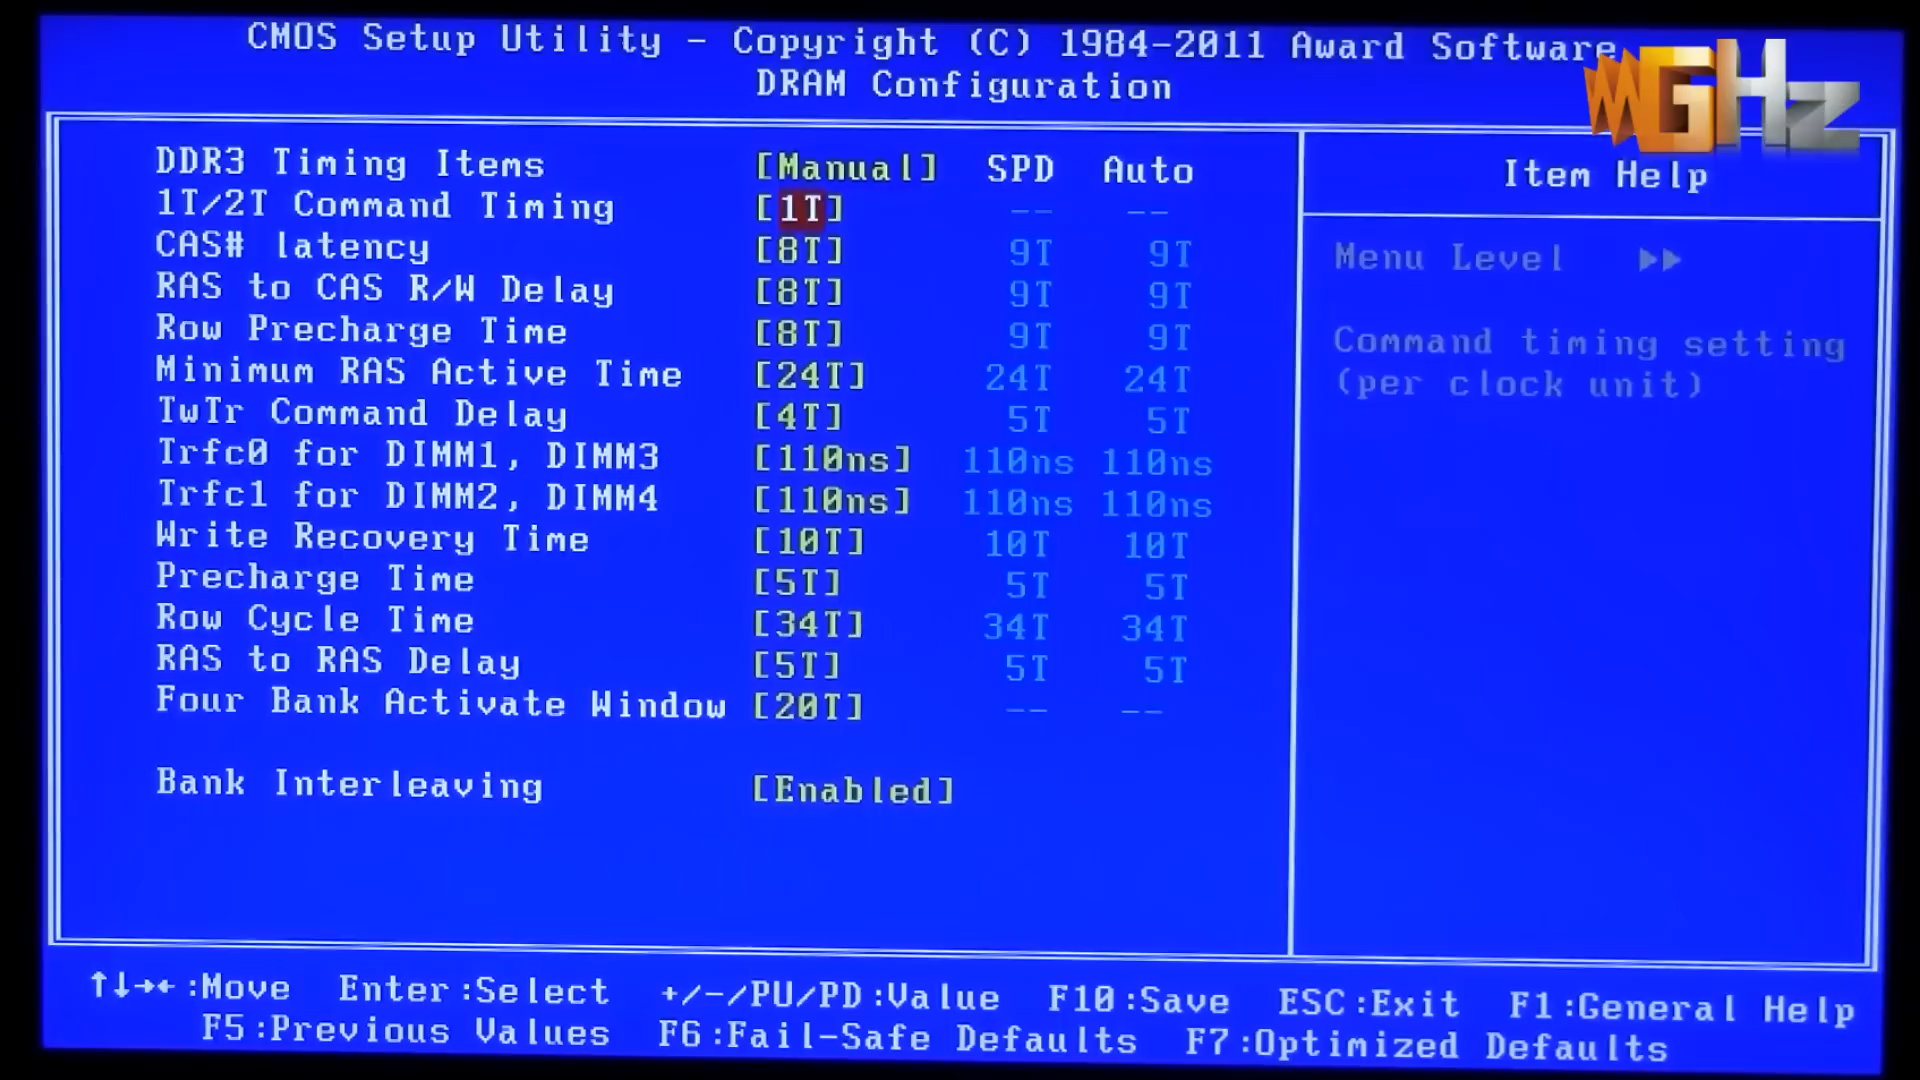 CMOS Setup Utility - Copyright (C) 1984-2011 Award Software
DRAM Configuration
MGHz
DDR3 Timing Items [Manual] SPD Auto
1T/2T Command Timing [1T] -- --
CAS# latency [8T] 9T 9T
RAS to CAS R/W Delay [8T] 9T 9T
Row Precharge Time [8T] 9T 9T
Minimum RAS Active Time [24T] 24T 24T
TwTr Command Delay [4T] 5T 5T
Trfc0 for DIMM1, DIMM3 [110ns] 110ns 110ns
Trfc1 for DIMM2, DIMM4 [110ns] 110ns 110ns
Write Recovery Time [10T] 10T 10T
Precharge Time [5T] 5T 5T
Row Cycle Time [34T] 34T 34T
RAS to RAS Delay [5T] 5T 5T
Four Bank Activate Window [20T] -- --
Bank Interleaving [Enabled]
Item Help
Menu Level ▶▶
Command timing setting
(per clock unit)
↑↓→←:Move Enter:Select +/-/PU/PD:Value F10:Save ESC:Exit F1:General Help
F5:Previous Values F6:Fail-Safe Defaults F7:Optimized Defaults